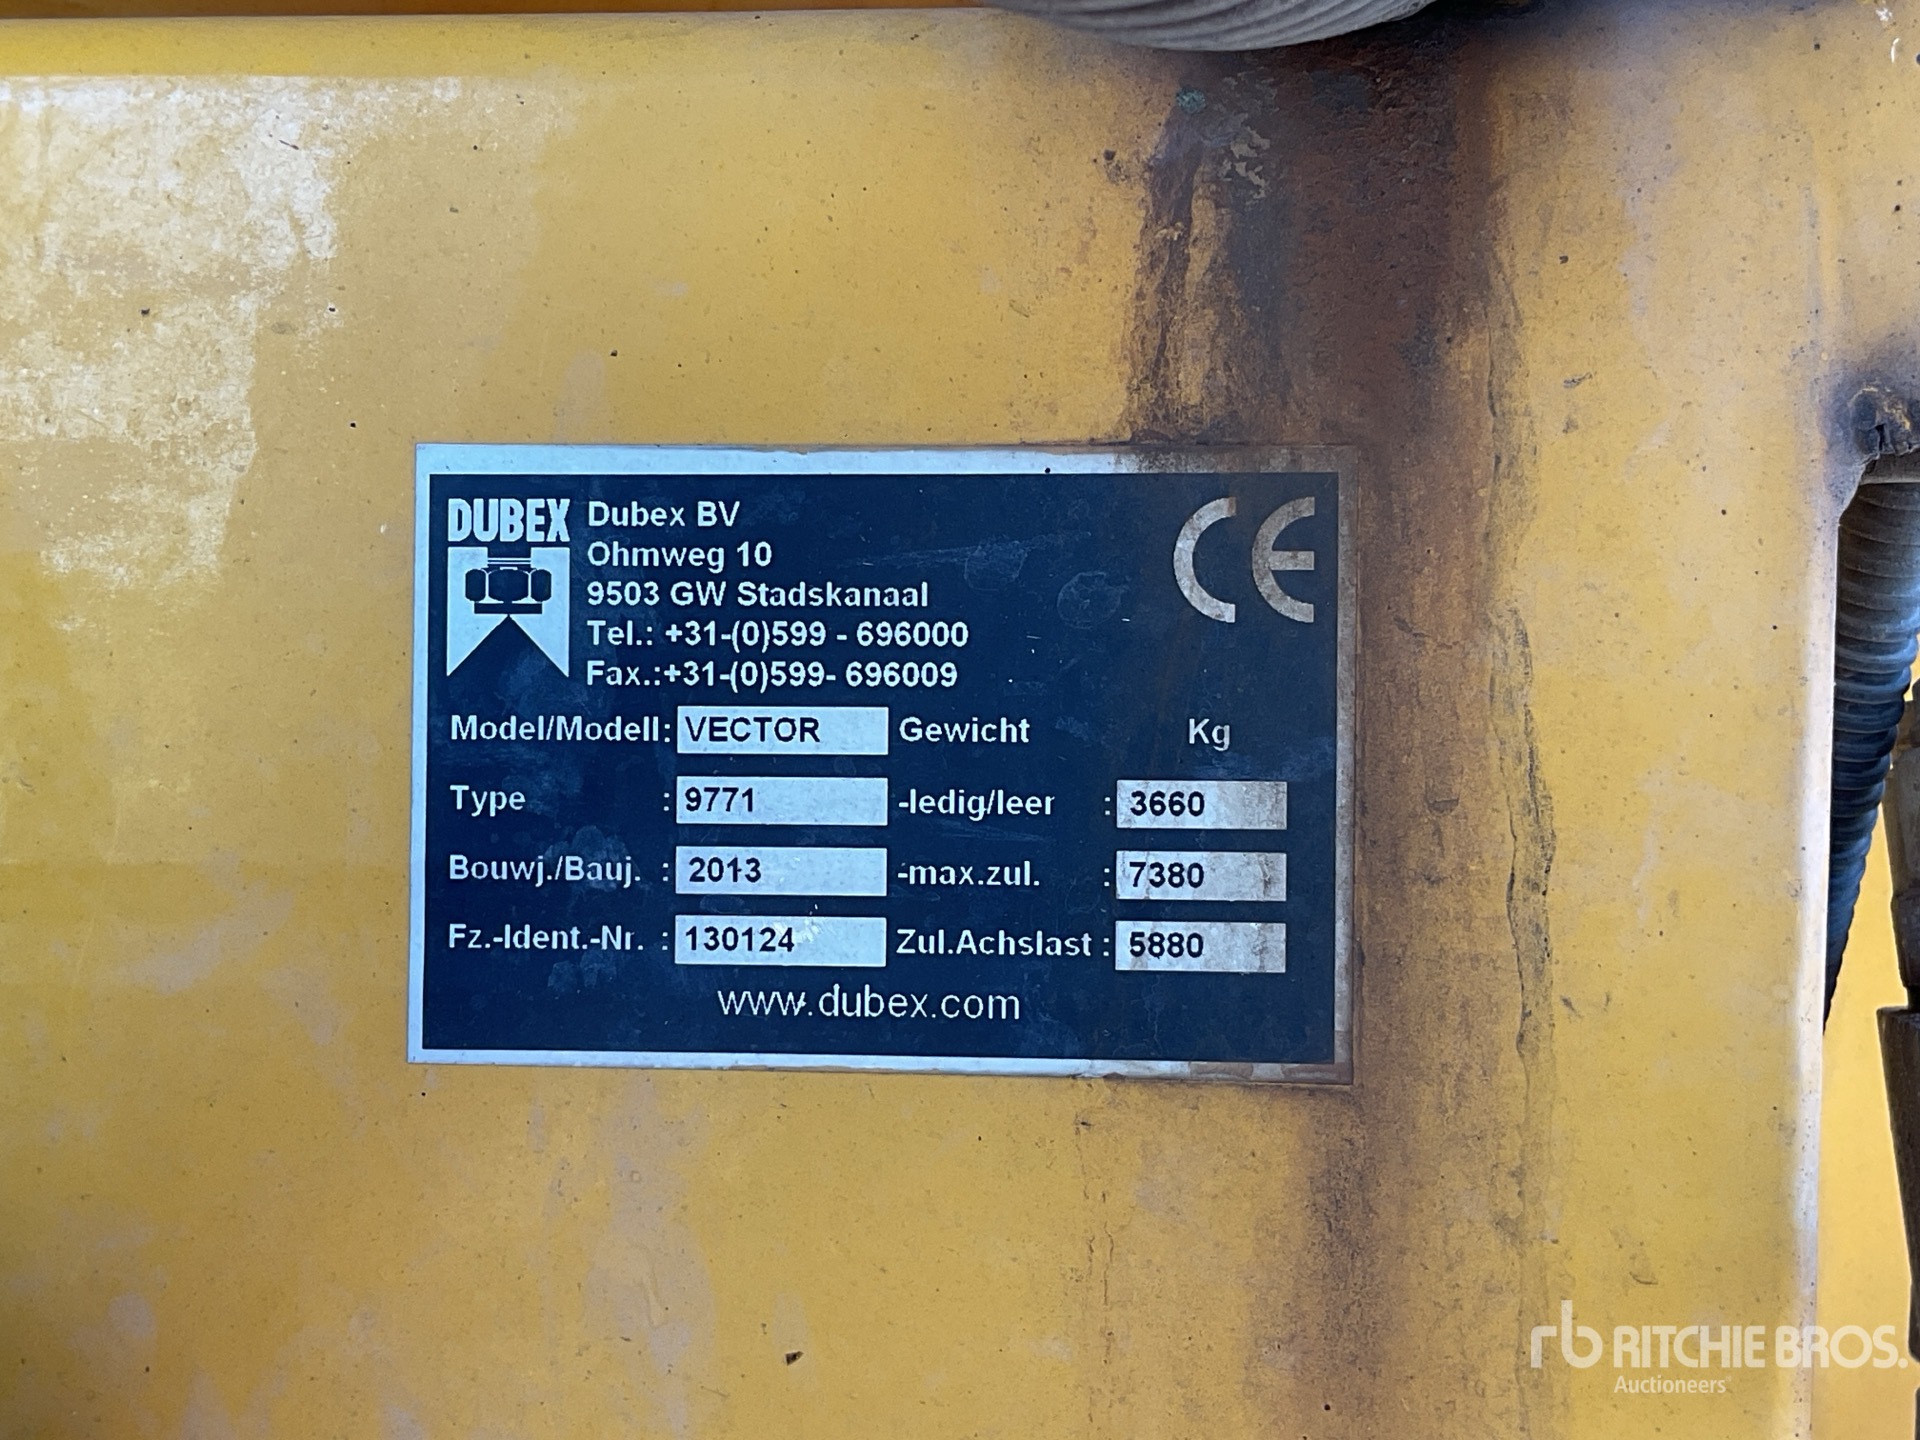 DUBEX
Dubex BV
Ohmweg 10
9503 GW Stadskanaal
Tel.: +31-(0)599 - 696000
Fax.:+31-(0)599- 696009
CE
Model/Modell: VECTOR Gewicht Kg
Type : 9771 -ledig/leer : 3660
Bouwj./Bauj. : 2013 -max.zul. : 7380
Fz.-Ident.-Nr. : 130124 Zul.Achslast : 5880
www.dubex.com
rb RITCHIE BROS.
Auctioneers